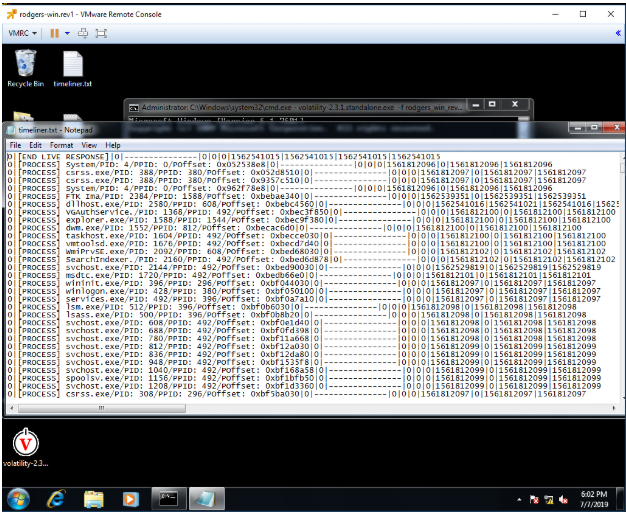 rodgers-win.rev1 - VMware Remote Console
VMRC
Recycle Bin
timeliner.txt
Administrator: C:\Windows\system32\cmd.exe - volatility-2.3.1.standalone.exe -f rodgers_win_rev...
timeliner.txt - Notepad
File Edit Format View Help
0|[END LIVE RESPONSE]|0|---------------|0|0|0|1562541015|1562541015|1562541015|1562541015
0|[PROCESS] System/PID: 4/PPID: 0/POffset: 0x052538e8|0|---------------|0|0|0|1561812096|0|1561812096|1561812096
0|[PROCESS] csrss.exe/PID: 388/PPID: 380/POffset: 0x052d8510|0|---------------|0|0|0|1561812097|0|1561812097|1561812097
0|[PROCESS] csrss.exe/PID: 388/PPID: 380/POffset: 0x9357c510|0|---------------|0|0|0|1561812097|0|1561812097|1561812097
0|[PROCESS] System/PID: 4/PPID: 0/POffset: 0x962f78e8|0|---------------|0|0|0|1561812096|0|1561812096|1561812096
0|[PROCESS] FTK Ima/PID: 2384/PPID: 1588/POffset: 0xbebae340|0|---------------|0|0|0|1562539351|0|1562539351|1562539351
0|[PROCESS] dllhost.exe/PID: 2580/PPID: 608/POffset: 0xbebc4560|0|---------------|0|0|0|1562541016|1562541021|1562541016|15625
0|[PROCESS] VGAuthService./PID: 1368/PPID: 492/POffset: 0xbec3f850|0|---------------|0|0|0|1561812100|0|1561812100|1561812100
0|[PROCESS] explorer.exe/PID: 1588/PPID: 1544/POffset: 0xbec9f380|0|---------------|0|0|0|1561812100|0|1561812100|1561812100
0|[PROCESS] dwm.exe/PID: 1552/PPID: 812/POffset: 0xbecac6d0|0|---------------|0|0|0|1561812100|0|1561812100|1561812100
0|[PROCESS] taskhost.exe/PID: 1604/PPID: 492/POffset: 0xbecce030|0|---------------|0|0|0|1561812100|0|1561812100|1561812100
0|[PROCESS] vmtoolsd.exe/PID: 1676/PPID: 492/POffset: 0xbecd7d40|0|---------------|0|0|0|1561812100|0|1561812100|1561812100
0|[PROCESS] WmiPrvSE.exe/PID: 2092/PPID: 608/POffset: 0xbed68030|0|---------------|0|0|0|1561812102|0|1561812102|1561812102
0|[PROCESS] SearchIndexer./PID: 2160/PPID: 492/POffset: 0xbed6d878|0|---------------|0|0|0|1561812102|0|1561812102|1561812102
0|[PROCESS] svchost.exe/PID: 2144/PPID: 492/POffset: 0xbed90030|0|---------------|0|0|0|1562529819|0|1562529819|1562529819
0|[PROCESS] msdtc.exe/PID: 1720/PPID: 492/POffset: 0xbedb66e0|0|---------------|0|0|0|1561812101|0|1561812101|1561812101
0|[PROCESS] wininit.exe/PID: 396/PPID: 296/POffset: 0xbf044030|0|---------------|0|0|0|1561812097|0|1561812097|1561812097
0|[PROCESS] winlogon.exe/PID: 428/PPID: 380/POffset: 0xbf050100|0|---------------|0|0|0|1561812097|0|1561812097|1561812097
0|[PROCESS] services.exe/PID: 492/PPID: 396/POffset: 0xbf0a7a10|0|---------------|0|0|0|1561812097|0|1561812097|1561812097
0|[PROCESS] lsm.exe/PID: 512/PPID: 396/POffset: 0xbf0b6030|0|---------------|0|0|0|1561812098|0|1561812098|1561812098
0|[PROCESS] lsass.exe/PID: 500/PPID: 396/POffset: 0xbf0b8b20|0|---------------|0|0|0|1561812098|0|1561812098|1561812098
0|[PROCESS] svchost.exe/PID: 608/PPID: 492/POffset: 0xbf0e1d40|0|---------------|0|0|0|1561812098|0|1561812098|1561812098
0|[PROCESS] svchost.exe/PID: 688/PPID: 492/POffset: 0xbf0fd398|0|---------------|0|0|0|1561812098|0|1561812098|1561812098
0|[PROCESS] svchost.exe/PID: 780/PPID: 492/POffset: 0xbf11a668|0|---------------|0|0|0|1561812098|0|1561812098|1561812098
0|[PROCESS] svchost.exe/PID: 812/PPID: 492/POffset: 0xbf12a030|0|---------------|0|0|0|1561812099|0|1561812099|1561812099
0|[PROCESS] svchost.exe/PID: 836/PPID: 492/POffset: 0xbf12da80|0|---------------|0|0|0|1561812099|0|1561812099|1561812099
0|[PROCESS] svchost.exe/PID: 948/PPID: 492/POffset: 0xbf1535f8|0|---------------|0|0|0|1561812099|0|1561812099|1561812099
0|[PROCESS] svchost.exe/PID: 1040/PPID: 492/POffset: 0xbf168a58|0|---------------|0|0|0|1561812099|0|1561812099|1561812099
0|[PROCESS] spoolsv.exe/PID: 1156/PPID: 492/POffset: 0xbf1bfb50|0|---------------|0|0|0|1561812099|0|1561812099|1561812099
0|[PROCESS] svchost.exe/PID: 1208/PPID: 492/POffset: 0xbf1d3360|0|---------------|0|0|0|1561812099|0|1561812099|1561812099
0|[PROCESS] csrss.exe/PID: 308/PPID: 296/POffset: 0xbf5ba030|0|---------------|0|0|0|1561812097|0|1561812097|1561812097
volatility-2.3...
6:02 PM
7/7/2019